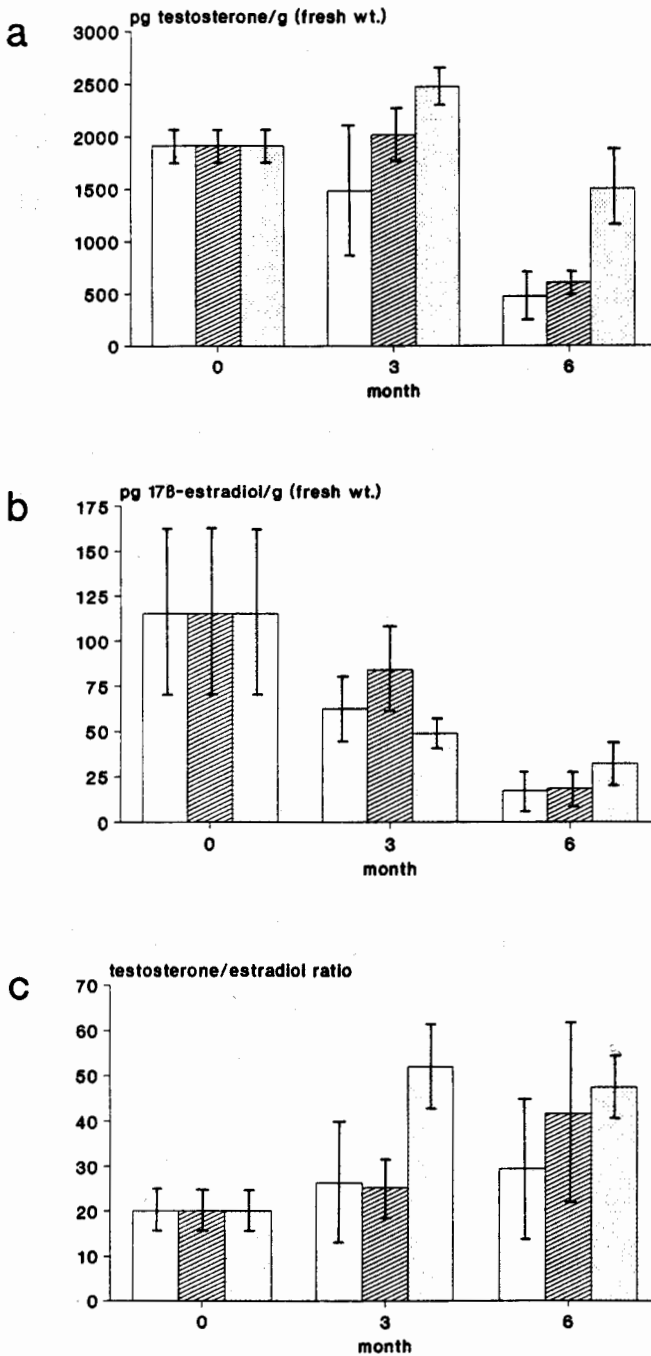 a
pg testosterone/g (fresh wt.)
3000
2500
2000
1500
1000
500
0
0 3 6
month
b
pg 17β-estradiol/g (fresh wt.)
175
150
125
100
75
50
25
0
0 3 6
month
c
testosterone/estradiol ratio
70
60
50
40
30
20
10
0
0 3 6
month